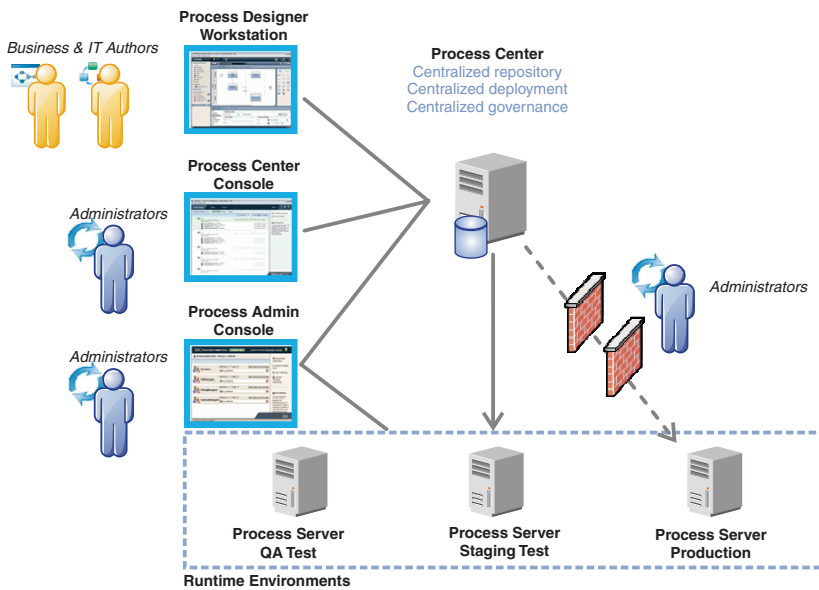 Process Designer
Workstation
Business & IT Authors
Process Center
Centralized repository
Centralized deployment
Centralized governance
Process Center
Console
Administrators
Administrators
Process Admin
Console
Administrators
Process Server
QA Test
Process Server
Staging Test
Process Server
Production
Runtime Environments